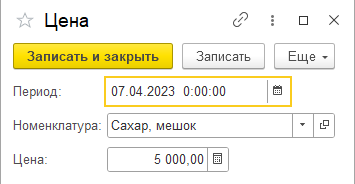 Цена
Записать и закрыть Записать Еще
Период: 07.04.2023 0:00:00
Номенклатура: Сахар, мешок
Цена: 5 000,00